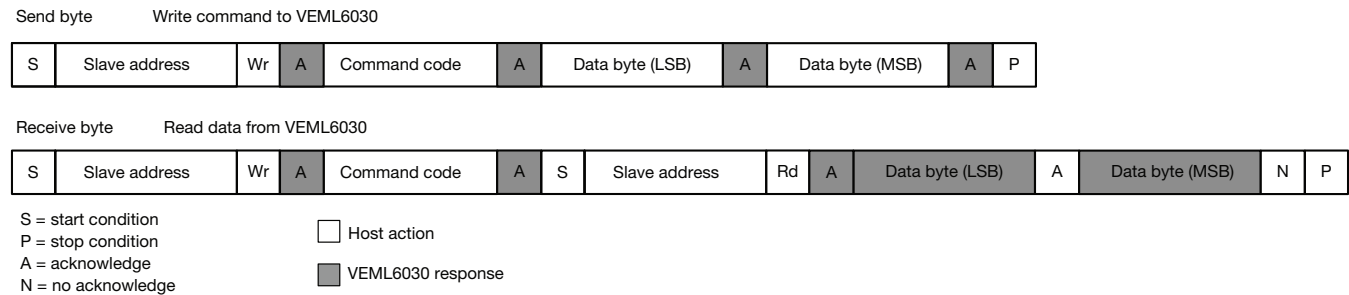 Send byte Write command to VEML6030
S Slave address Wr A Command code A Data byte (LSB) A Data byte (MSB) A P
Receive byte Read data from VEML6030
S Slave address Wr A Command code A S Slave address Rd A Data byte (LSB) A Data byte (MSB) N P
S = start condition
P = stop condition
A = acknowledge
N = no acknowledge
Host action
VEML6030 response